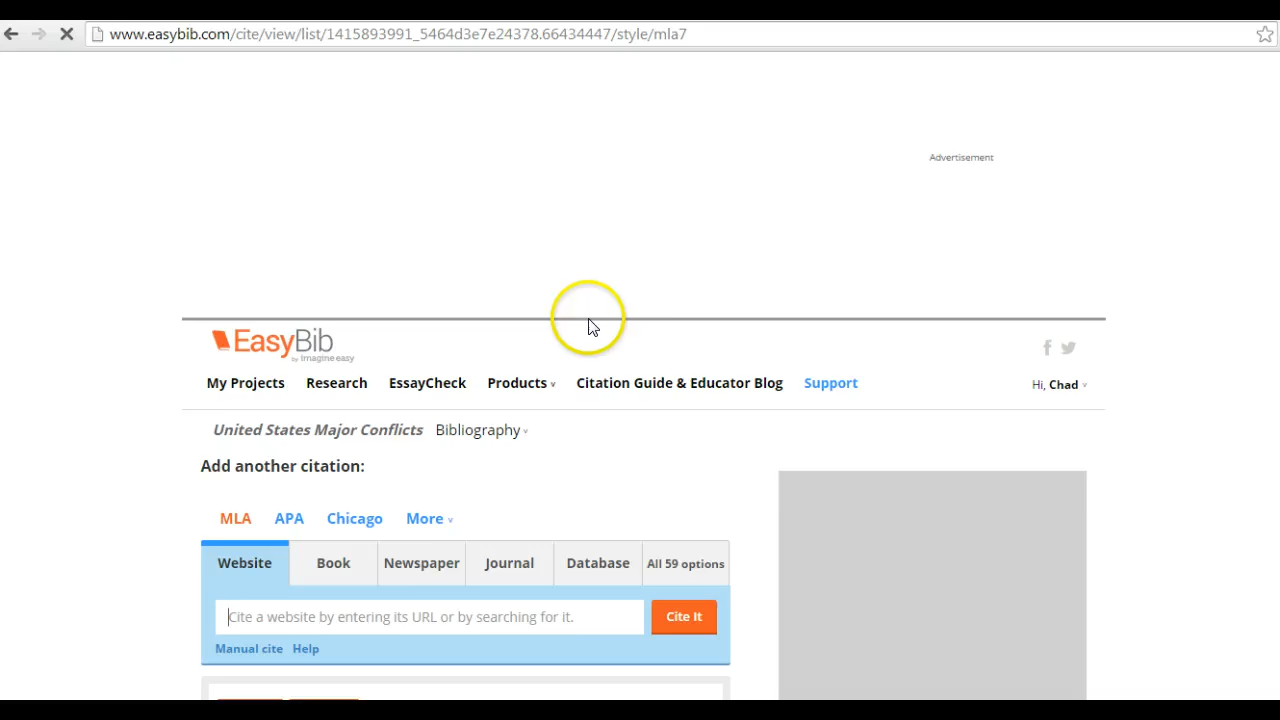 www.easybib.com/cite/view/list/1415893991_5464d3e7e24378.66434447/style/mla7
Advertisement
EasyBib
by imagine easy
My Projects Research EssayCheck Products v Citation Guide & Educator Blog Support Hi, Chad v
United States Major Conflicts Bibliography v
Add another citation:
MLA APA Chicago More v
Website Book Newspaper Journal Database All 59 options
Cite a website by entering its URL or by searching for it. Cite It
Manual cite Help